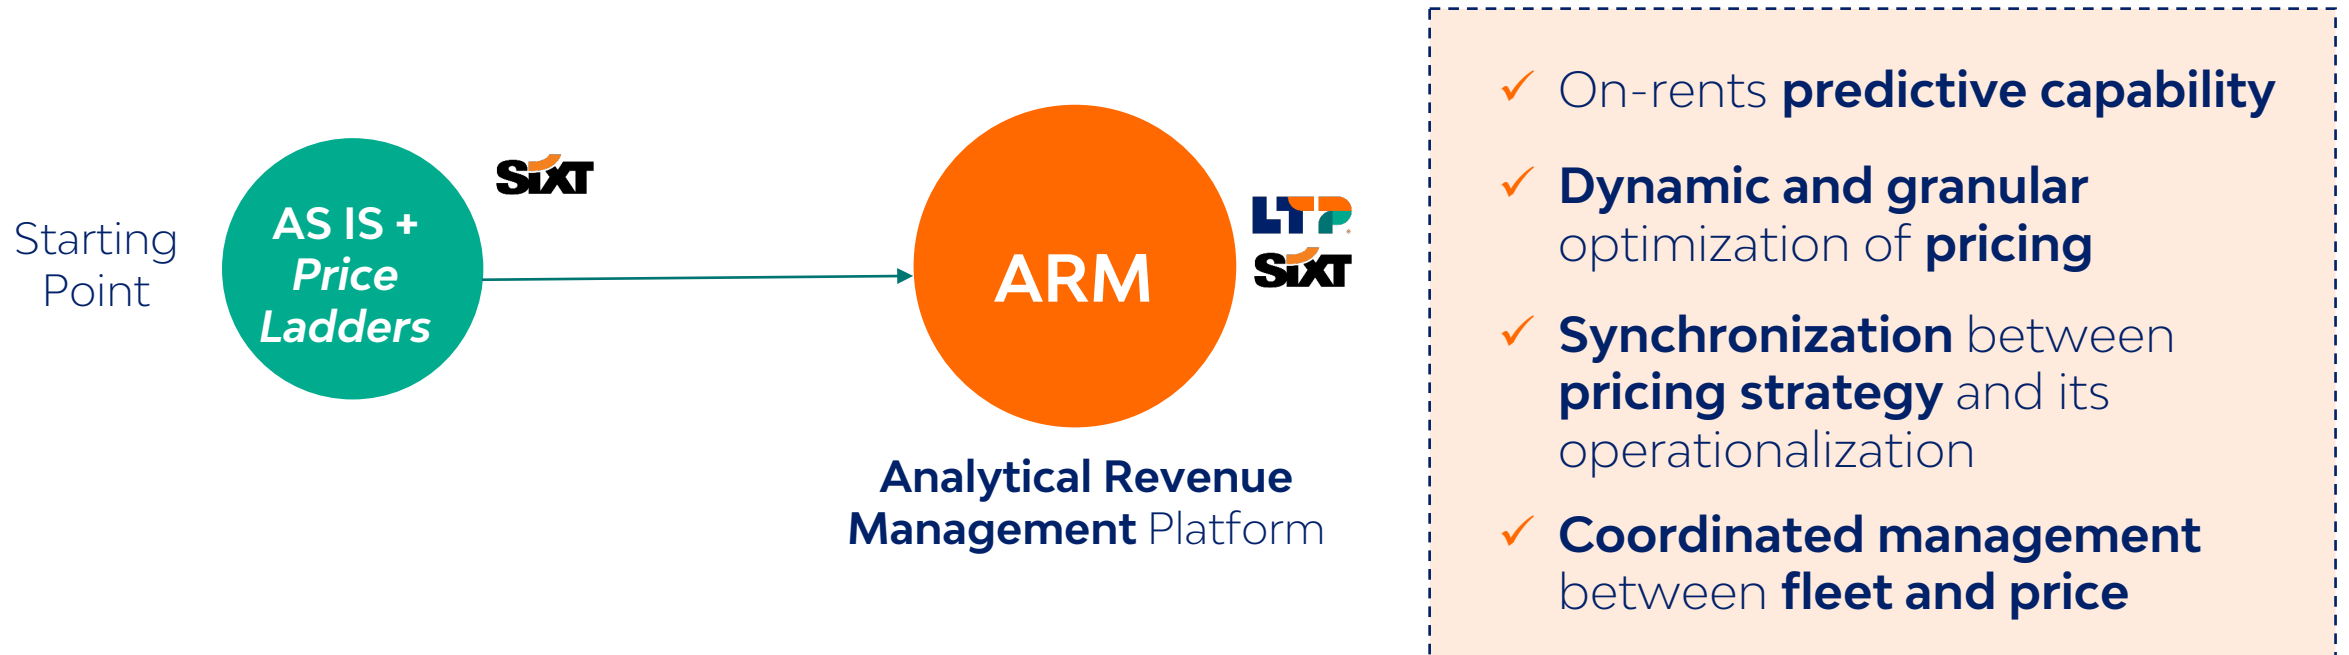 Starting
Point
AS IS +
Price
Ladders
SIXT
ARM
LTP
SIXT
Analytical Revenue
Management Platform
✓ On-rents predictive capability
✓ Dynamic and granular
optimization of pricing
✓ Synchronization between
pricing strategy and its
operationalization
✓ Coordinated management
between fleet and price